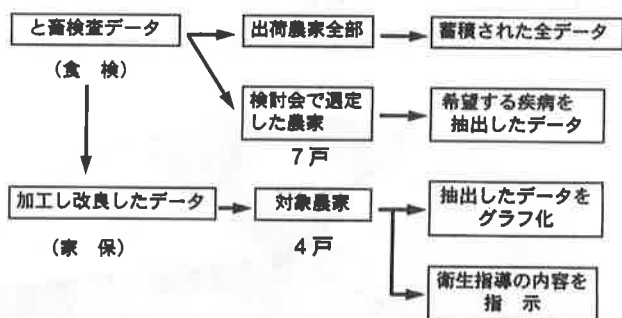 と畜検査データ
出荷農家全部
蓄積された全データ
(食 検)
検討会で選定
した農家
希望する疾病を
抽出したデータ
7戸
加工し改良したデータ
対象農家
抽出したデータを
グラフ化
(家 保)
4戸
衛生指導の内容を
指 示